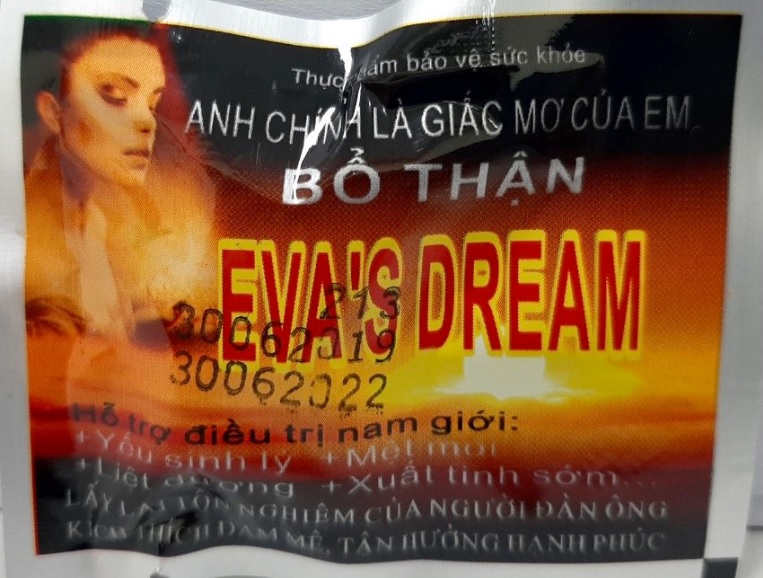 Thực phẩm bảo vệ sức khỏe
ANH CHÍNH LÀ GIẤC MƠ CỦA EM
BỔ THẬN
EVA'S DREAM
213
30062019
30062022
Hỗ trợ điều trị nam giới:
+Yếu sinh lý +Mệt mỏi
+Liệt dương +Xuất tinh sớm...
LẤY LẠI TÔN NGHIÊM CỦA NGƯỜI ĐÀN ÔNG
KÍCH THÍCH ĐAM MÊ, TẬN HƯỞNG HẠNH PHÚC